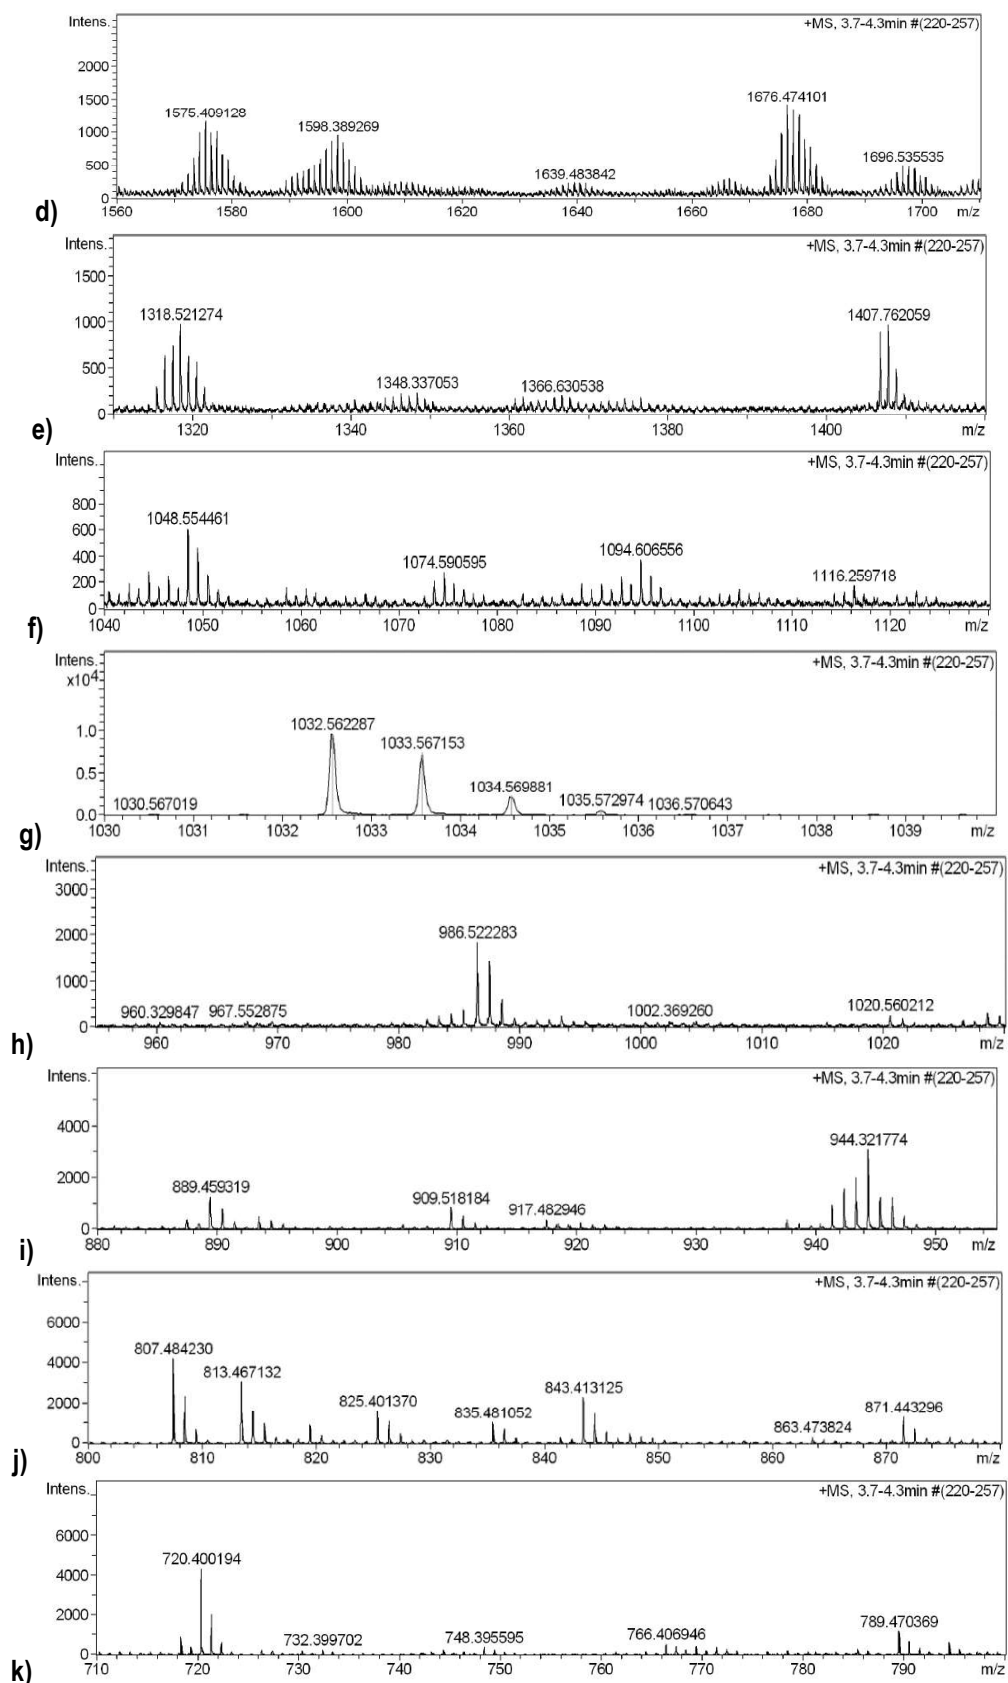 Intens. +MS, 3.7-4.3min #(220-257)
2000
1500 1575.409128 1598.389269 1676.474101
1000
500 1639.483842 1696.535535
0
1560 1580 1600 1620 1640 1660 1680 1700 m/z
d)
Intens. +MS, 3.7-4.3min #(220-257)
1500
1000 1318.521274 1407.762059
500 1348.337053 1366.630538
0
1320 1340 1360 1380 1400 m/z
e)
Intens. +MS, 3.7-4.3min #(220-257)
800
600 1048.554461
400 1074.590595 1094.606556
200 1116.259718
0
1040 1050 1060 1070 1080 1090 1100 1110 1120 m/z
f)
Intens. +MS, 3.7-4.3min #(220-257)
x10⁴
1.0 1032.562287 1033.567153
0.5 1034.569881
0.0 1030.567019 1035.572974 1036.570643
1030 1031 1032 1033 1034 1035 1036 1037 1038 1039 m/z
g)
Intens. +MS, 3.7-4.3min #(220-257)
3000
2000 986.522283
1000
0 960.329847 967.552875 1002.369260 1020.560212
960 970 980 990 1000 1010 1020 m/z
h)
Intens. +MS, 3.7-4.3min #(220-257)
4000 944.321774
2000 889.459319 909.518184 917.482946
0
880 890 900 910 920 930 940 950 m/z
i)
Intens. +MS, 3.7-4.3min #(220-257)
6000
4000 807.484230 813.467132
2000 825.401370 835.481052 843.413125 863.473824 871.443296
0
800 810 820 830 840 850 860 870 m/z
j)
Intens. +MS, 3.7-4.3min #(220-257)
6000
4000 720.400194
2000 732.399702 748.395595 766.406946 789.470369
0
710 720 730 740 750 760 770 780 790 m/z
k)